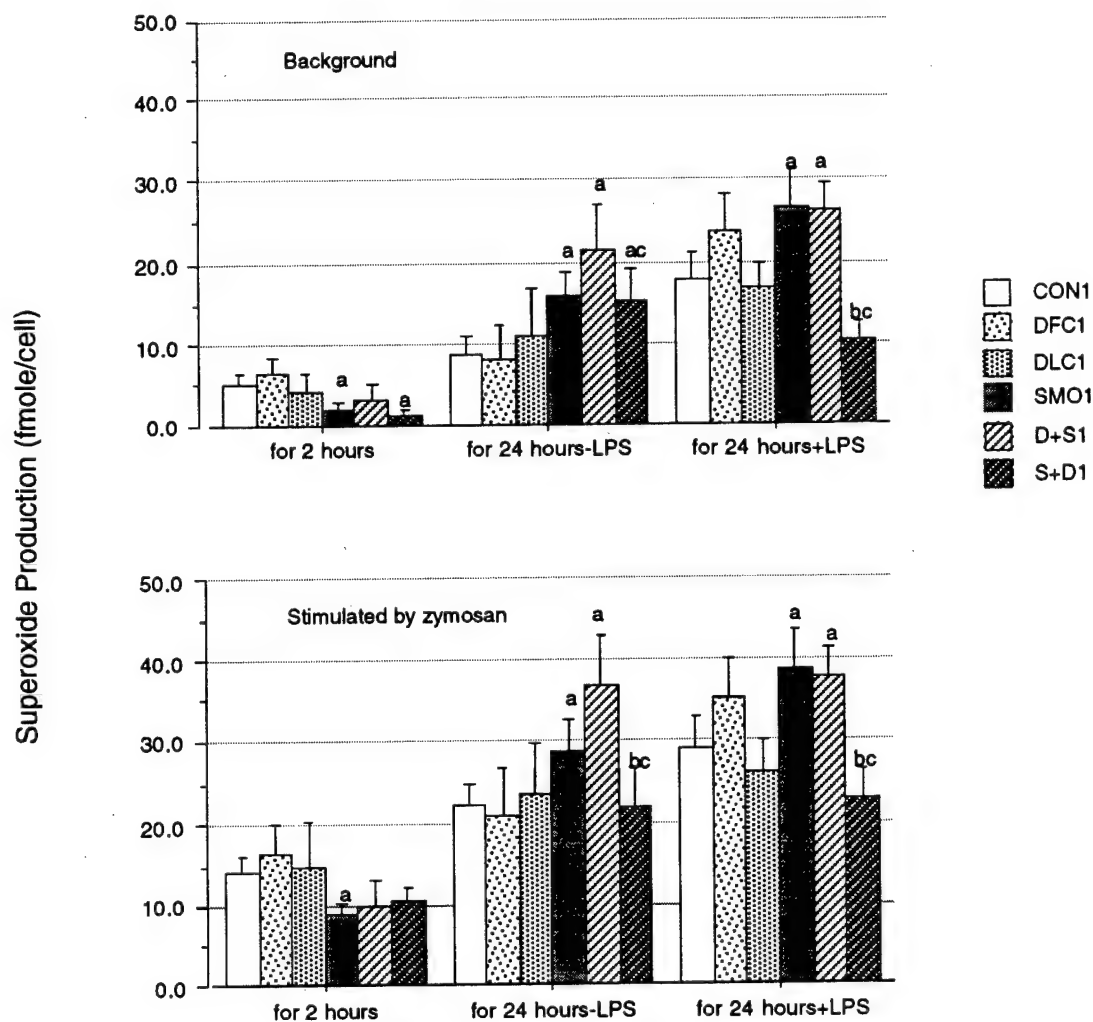 Superoxide Production (fmole/cell)
50.0
40.0
30.0
20.0
10.0
0.0
Background
a
a
a
a
ac
a
a
bc
for 2 hours
for 24 hours-LPS
for 24 hours+LPS
CON1
DFC1
DLC1
SMO1
D+S1
S+D1
50.0
40.0
30.0
20.0
10.0
0.0
Stimulated by zymosan
a
a
a
bc
a
a
bc
for 2 hours
for 24 hours-LPS
for 24 hours+LPS